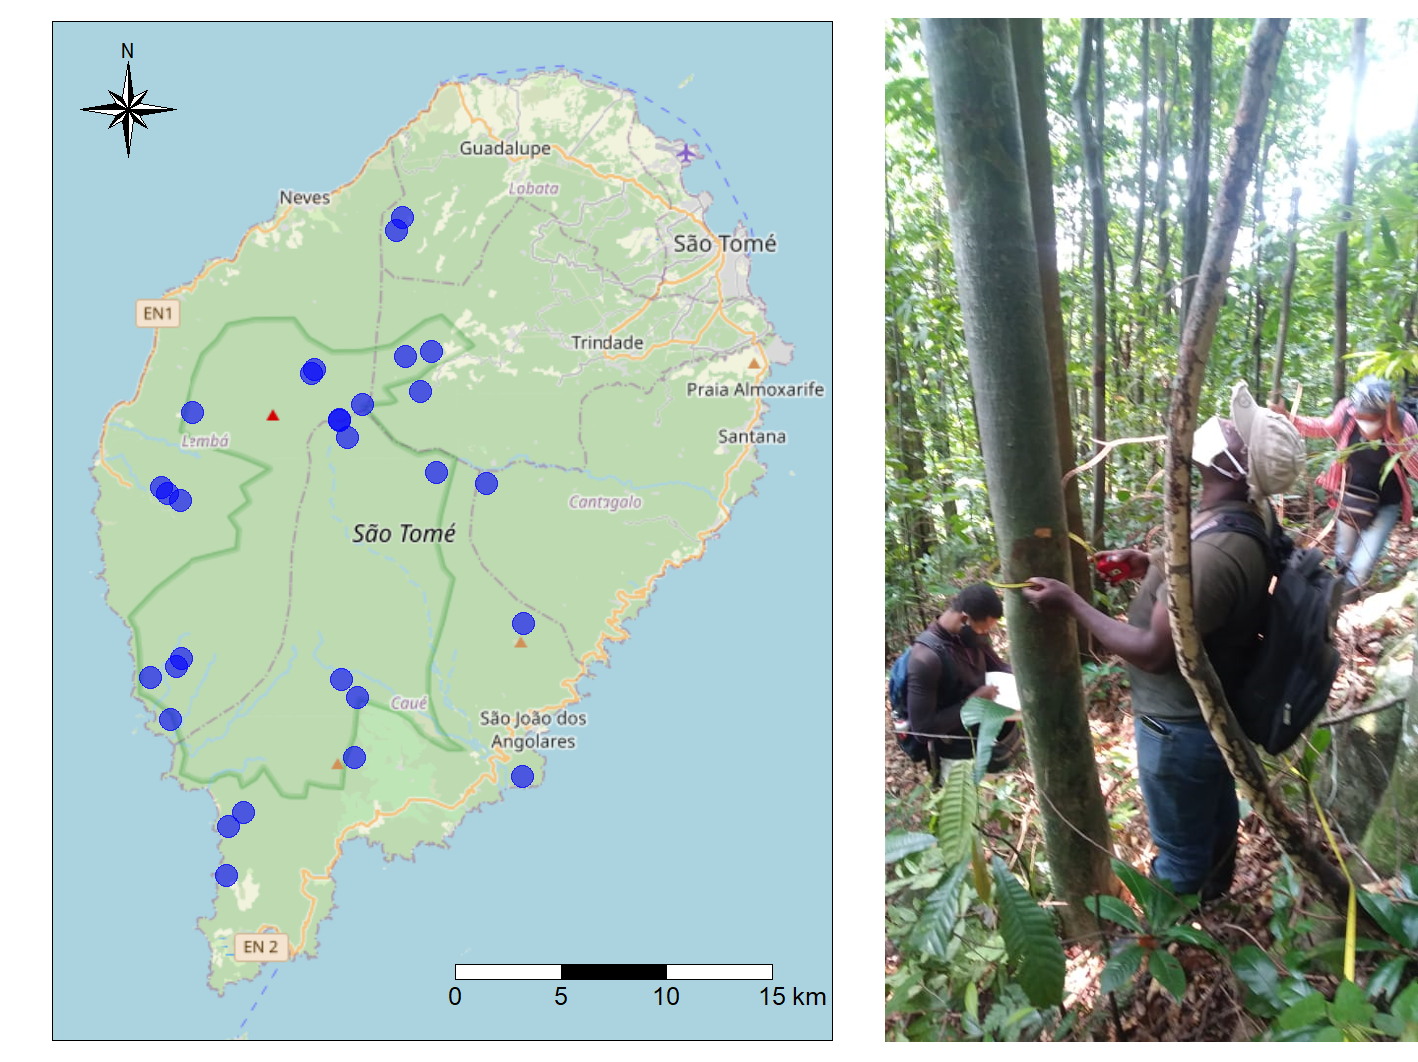 N
Guadalupe
Lobata
Neves
São Tomé
EN1
Trindade
Praia Almoxarife
Lembá
Santana
Cantagalo
São Tomé
Caué
São João dos
Angolares
EN 2
0 5 10 15 km